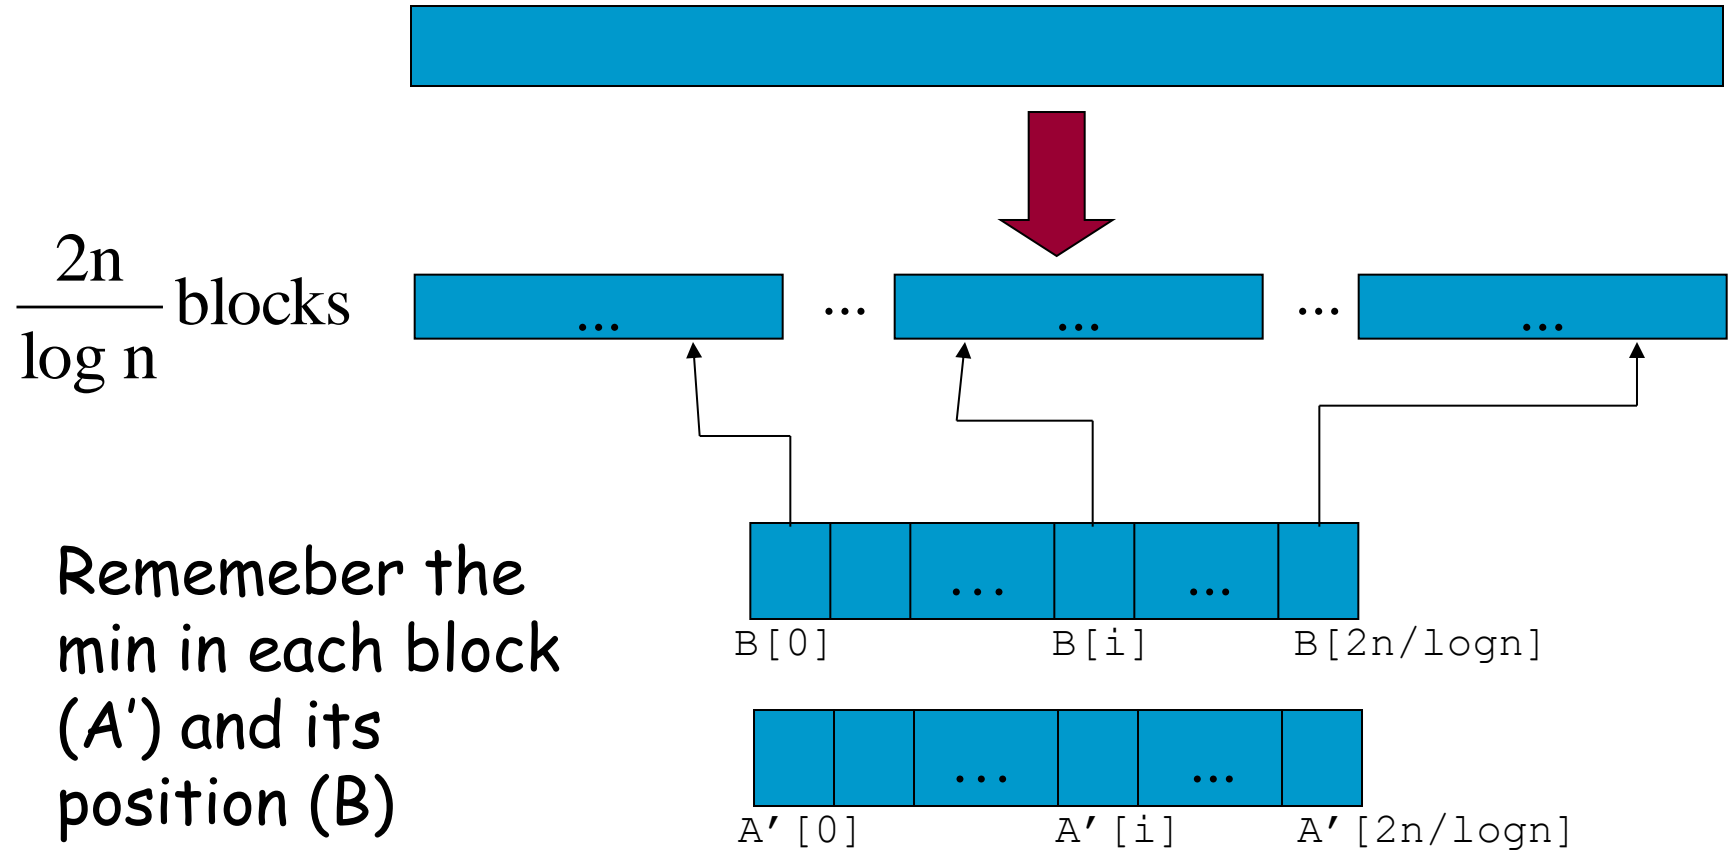 2n
log n
blocks
...
...
...
...
...
Rememeber the
min in each block
(A’) and its
position (B)
... ...
B[0] B[i] B[2n/logn]
... ...
A’[0] A’[i] A’[2n/logn]